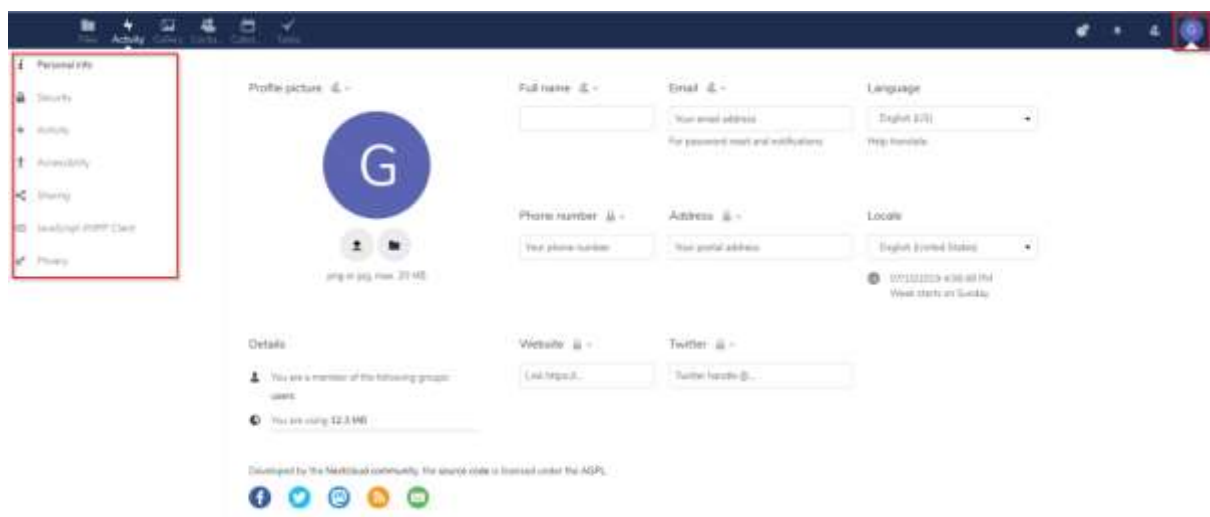 Files Activity Gallery Conta... Calen... Tasks
G
Personal info
Security
Activity
Accessibility
Sharing
JavaScript XMPP Client
Privacy
Profile picture
G
png or jpg, max. 20 MB
Full name
Email
Your email address
For password reset and notifications
Language
English (US)
Help translate
Phone number
Your phone number
Address
Your postal address
Locale
English (United States)
Week starts on Sunday
Details
You are a member of the following groups:
users
You are using 12.3 MB
Website
Link https://...
Twitter
Twitter handle @...
Developed by the Nextcloud community, the source code is licensed under the AGPL.